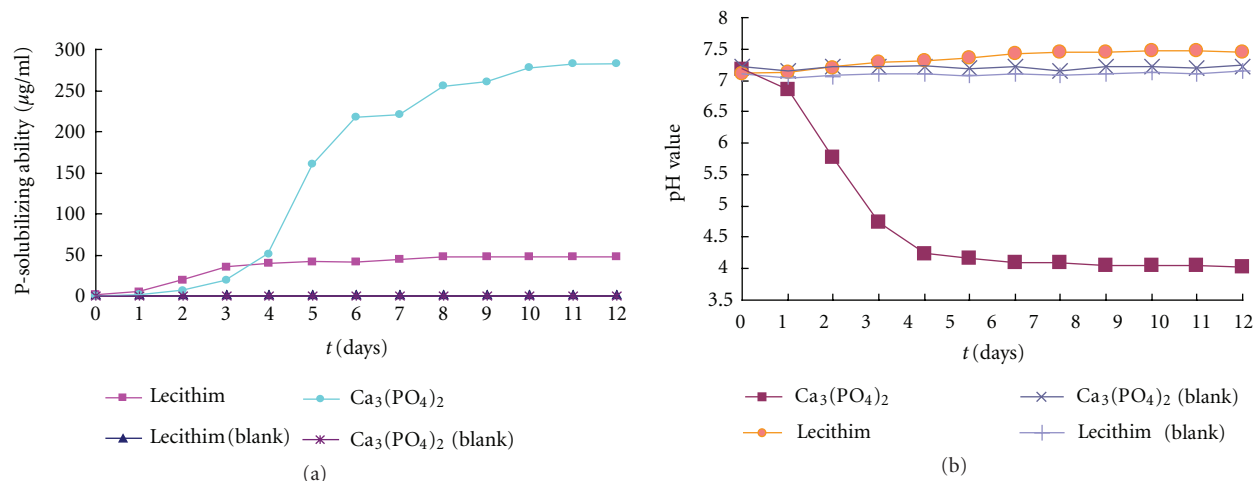 300
250
200
150
100
50
0
P-solubilizing ability (µg/ml)
0 1 2 3 4 5 6 7 8 9 10 11 12
t (days)
Lecithim
Ca₃(PO₄)₂
Lecithim (blank)
Ca₃(PO₄)₂ (blank)
(a)
8
7.5
7
6.5
6
5.5
5
4.5
4
3.5
pH value
0 1 2 3 4 5 6 7 8 9 10 11 12
t (days)
Ca₃(PO₄)₂
Ca₃(PO₄)₂ (blank)
Lecithim
Lecithim (blank)
(b)